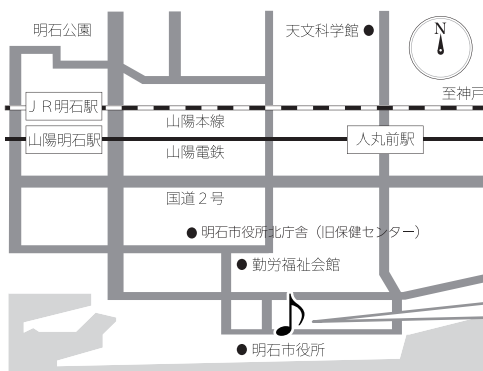 明石公園
天文科学館
N
至神戸
ＪＲ明石駅
山陽本線
山陽明石駅
人丸前駅
山陽電鉄
国道２号
明石市役所北庁舎（旧保健センター）
勤労福祉会館
明石市役所